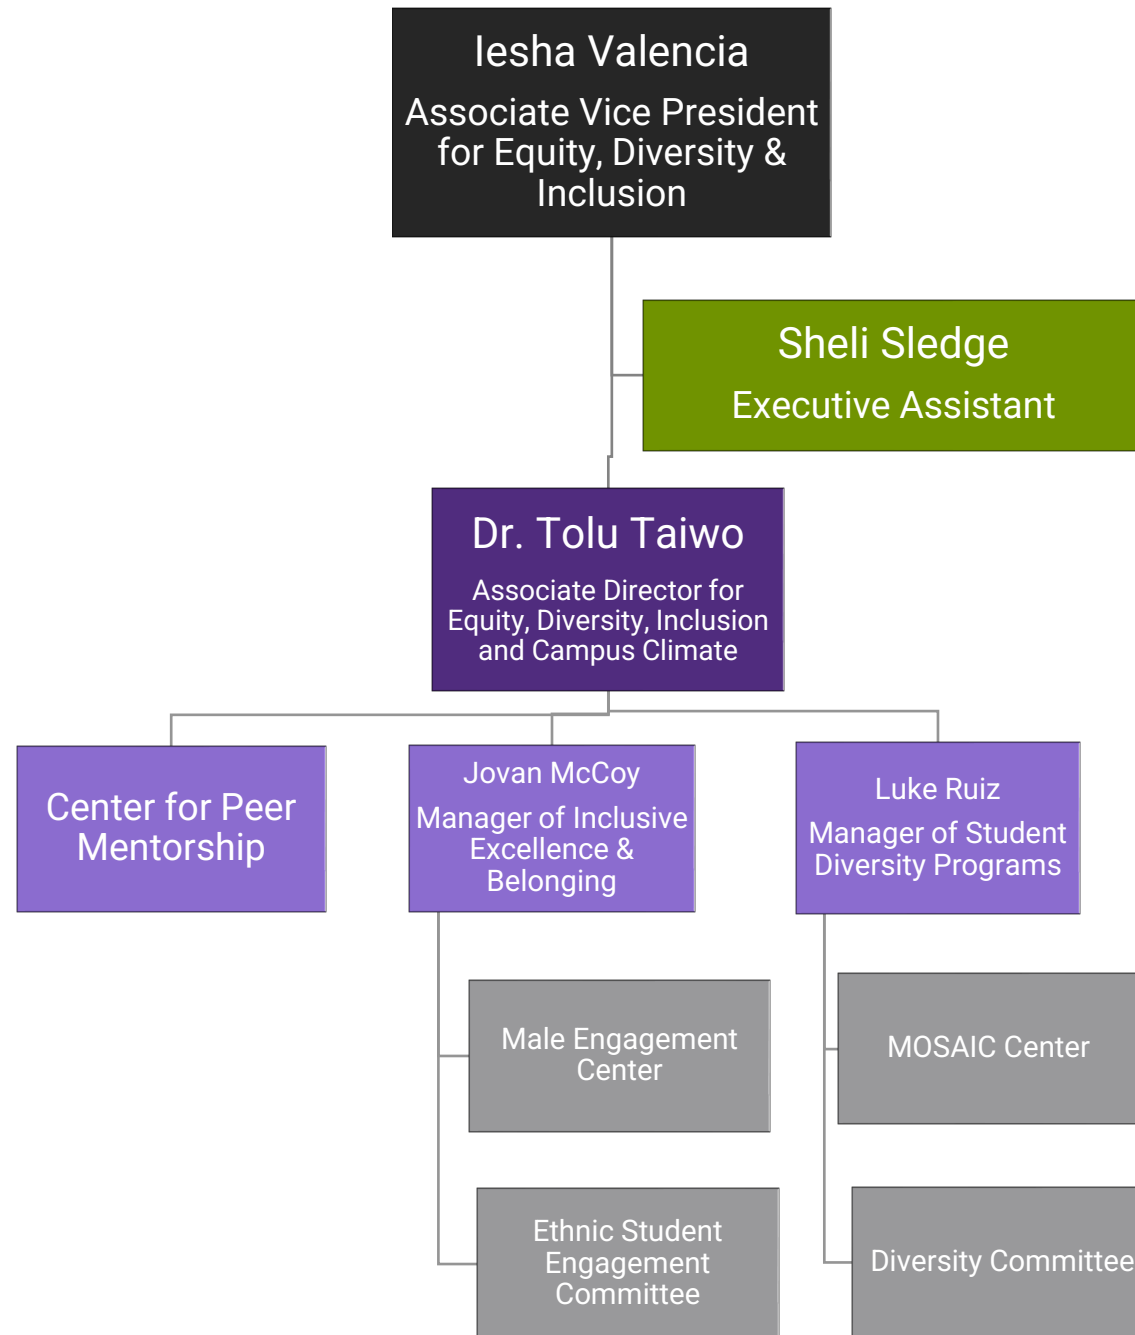 Iesha Valencia
Associate Vice President
for Equity, Diversity &
Inclusion
Sheli Sledge
Executive Assistant
Dr. Tolu Taiwo
Associate Director for
Equity, Diversity, Inclusion
and Campus Climate
Center for Peer
Mentorship
Jovan McCoy
Manager of Inclusive
Excellence &
Belonging
Luke Ruiz
Manager of Student
Diversity Programs
Male Engagement
Center
MOSAIC Center
Ethnic Student
Engagement
Committee
Diversity Committee